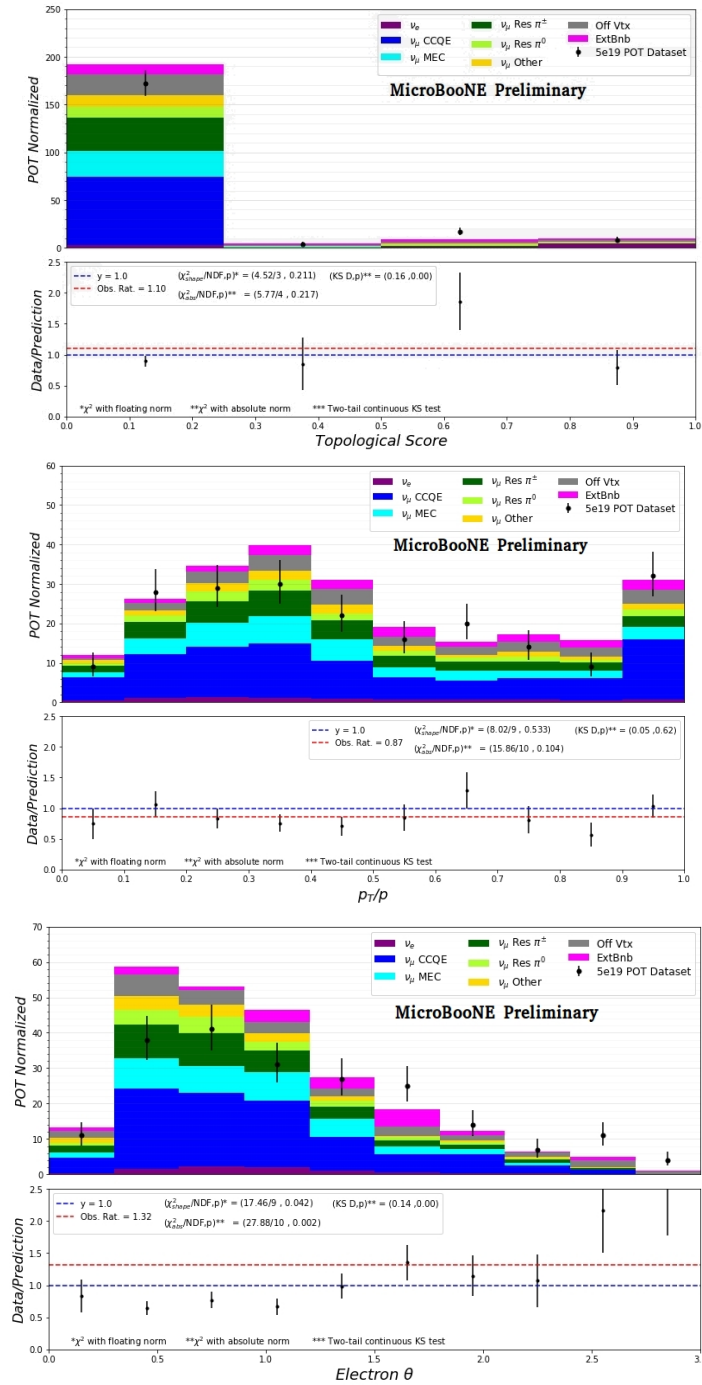 250
200
150
100
50
0
POT Normalized
νe
νμ CCQE
νμ MEC
νμ Res π±
νμ Res π0
νμ Other
Off Vtx
ExtBnb
5e19 POT Dataset
MicroBooNE Preliminary
2.5
2.0
1.5
1.0
0.5
0.0
Data/Prediction
y = 1.0
Obs. Rat. = 1.10
(χ²shape/NDF,p)* = (4.52/3 , 0.211)
(χ²abs/NDF,p)** = (5.77/4 , 0.217)
(KS D,p)** = (0.16 ,0.00)
*χ² with floating norm **χ² with absolute norm *** Two-tail continuous KS test
0.0 0.1 0.2 0.3 0.4 0.5 0.6 0.7 0.8 0.9 1.0
Topological Score
60
50
40
30
20
10
0
POT Normalized
νe
νμ CCQE
νμ MEC
νμ Res π±
νμ Res π0
νμ Other
Off Vtx
ExtBnb
5e19 POT Dataset
MicroBooNE Preliminary
2.5
2.0
1.5
1.0
0.5
0.0
Data/Prediction
y = 1.0
Obs. Rat. = 0.87
(χ²shape/NDF,p)* = (8.02/9 , 0.533)
(χ²abs/NDF,p)** = (15.86/10 , 0.104)
(KS D,p)** = (0.05 ,0.62)
*χ² with floating norm **χ² with absolute norm *** Two-tail continuous KS test
0.0 0.1 0.2 0.3 0.4 0.5 0.6 0.7 0.8 0.9 1.0
pT/p
70
60
50
40
30
20
10
0
POT Normalized
νe
νμ CCQE
νμ MEC
νμ Res π±
νμ Res π0
νμ Other
Off Vtx
ExtBnb
5e19 POT Dataset
MicroBooNE Preliminary
2.5
2.0
1.5
1.0
0.5
0.0
Data/Prediction
y = 1.0
Obs. Rat. = 1.32
(χ²shape/NDF,p)* = (17.46/9 , 0.042)
(χ²abs/NDF,p)** = (27.88/10 , 0.002)
(KS D,p)** = (0.14 ,0.00)
*χ² with floating norm **χ² with absolute norm *** Two-tail continuous KS test
0.0 0.5 1.0 1.5 2.0 2.5 3.
Electron θ